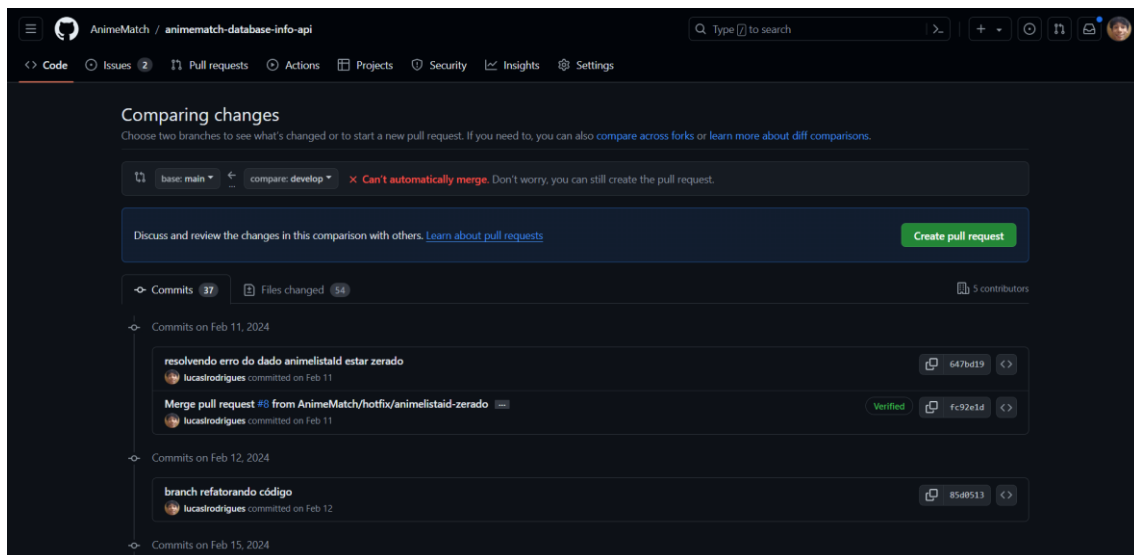 AnimeMatch / animematch-database-info-api
Type / to search
Code Issues 2 Pull requests Actions Projects Security Insights Settings
Comparing changes
Choose two branches to see what's changed or to start a new pull request. If you need to, you can also compare across forks or learn more about diff comparisons.
base: main ← compare: develop × Can't automatically merge. Don't worry, you can still create the pull request.
...
Discuss and review the changes in this comparison with others. Learn about pull requests Create pull request
Commits 37 Files changed 54 5 contributors
Commits on Feb 11, 2024
resolvendo erro do dado animelistaId estar zerado 647bd19
lucaslrodrigues committed on Feb 11
Merge pull request #8 from AnimeMatch/hotfix/animelistaid-zerado ... Verified fc92e1d
lucaslrodrigues committed on Feb 11
Commits on Feb 12, 2024
branch refatorando código 85d0513
lucaslrodrigues committed on Feb 12
Commits on Feb 15, 2024